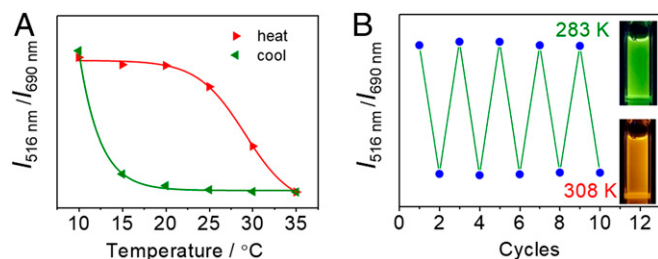 A
I516 nm /I690 nm
heat
cool
10 15 20 25 30 35
Temperature / °C
B
I516 nm /I690 nm
283 K
308 K
0 2 4 6 8 10 12
Cycles